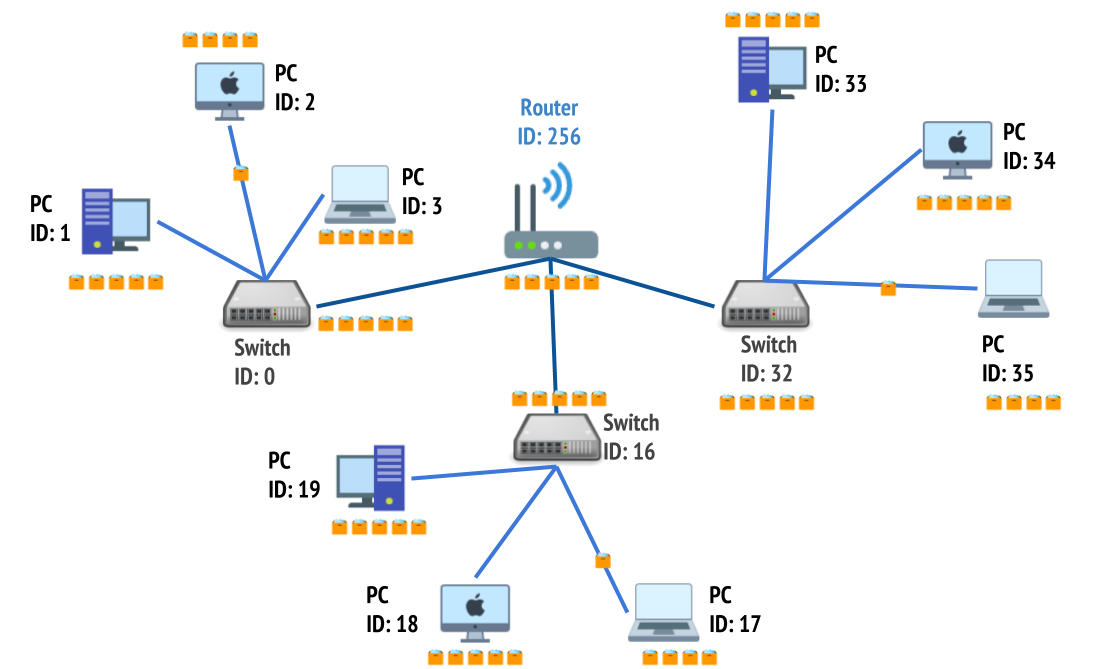 PC
ID: 2
PC
ID: 33
Router
ID: 256
PC
ID: 34
PC
ID: 1
PC
ID: 3
Switch
ID: 0
Switch
ID: 32
PC
ID: 35
Switch
ID: 16
PC
ID: 19
PC
ID: 18
PC
ID: 17